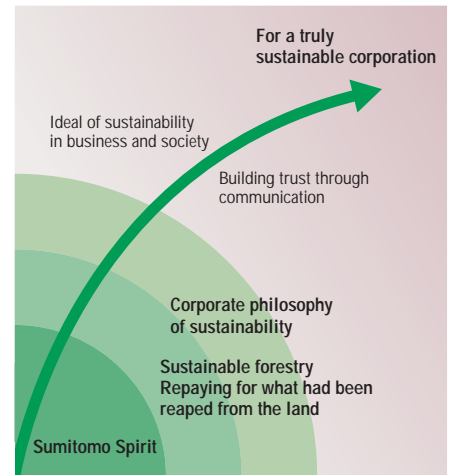 For a truly
sustainable corporation
Ideal of sustainability
in business and society
Building trust through
communication
Corporate philosophy
of sustainability
Sustainable forestry
Repaying for what had been
reaped from the land
Sumitomo Spirit